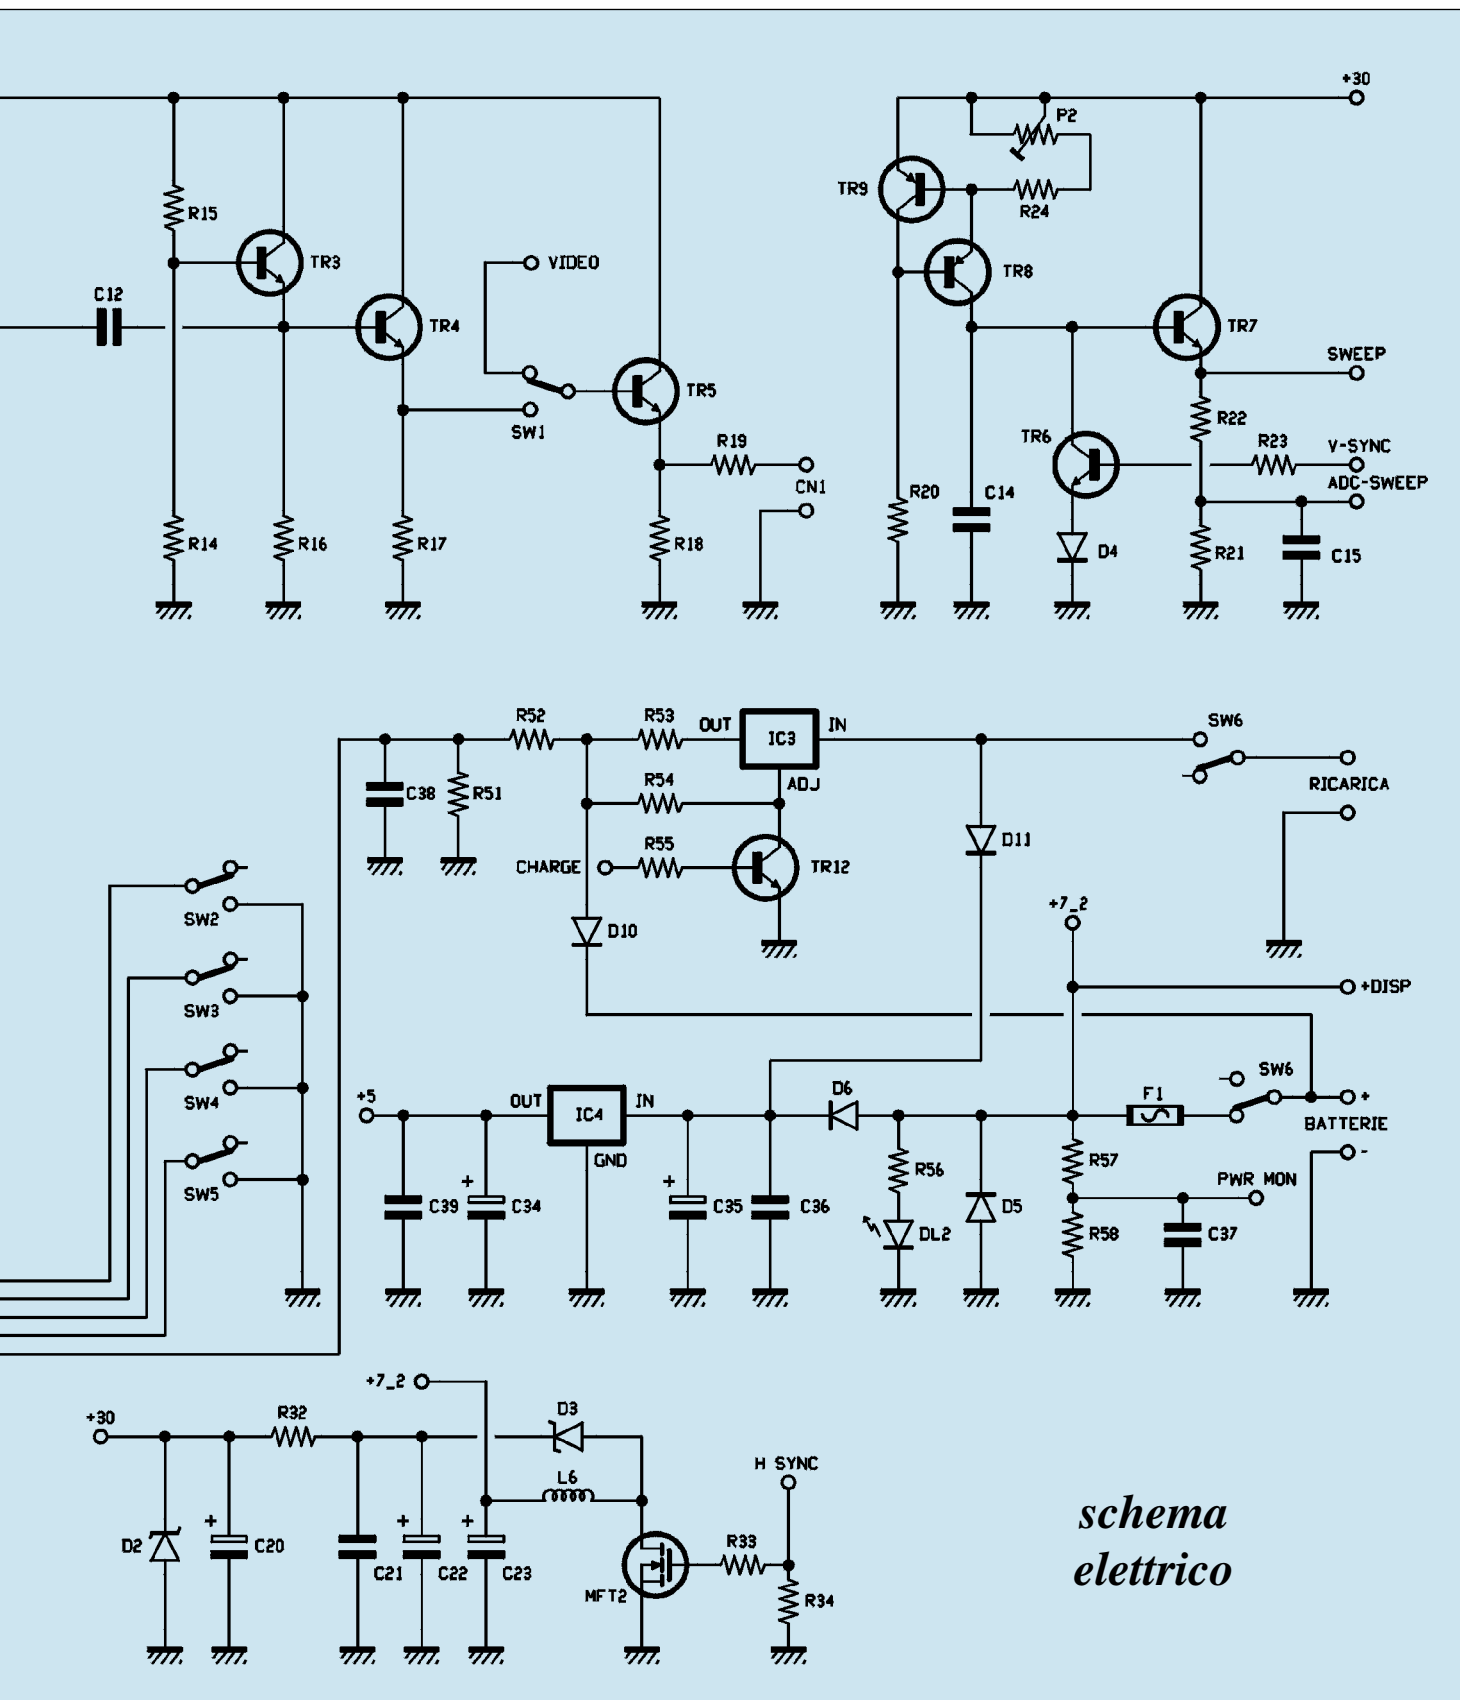 +30
P2
TR9
R24
R15
TR3
VIDEO
TR8
C12
TR4
TR7
SWEEP
TR5
SW1
R22
TR6
R19
R23
V-SYNC
CN1
R20
C14
ADC-SWEEP
R14
R16
R17
R18
D4
R21
C15
R52
R53
OUT
IC3
IN
SW6
R54
ADJ
C38
R51
RICARICA
R55
D11
CHARGE
TR12
SW2
+7_2
D10
+DISP
SW3
SW4
+5
OUT
IC4
IN
D6
F1
SW6
+
BATTERIE
-
GND
R56
R57
PWR MON
SW5
+
C39
C34
+
C35
C36
DL2
D5
R58
C37
+7_2
+30
R32
D3
H SYNC
L6
D2
+
C20
C21
+
C22
+
C23
R33
MFT2
R34
schema
elettrico